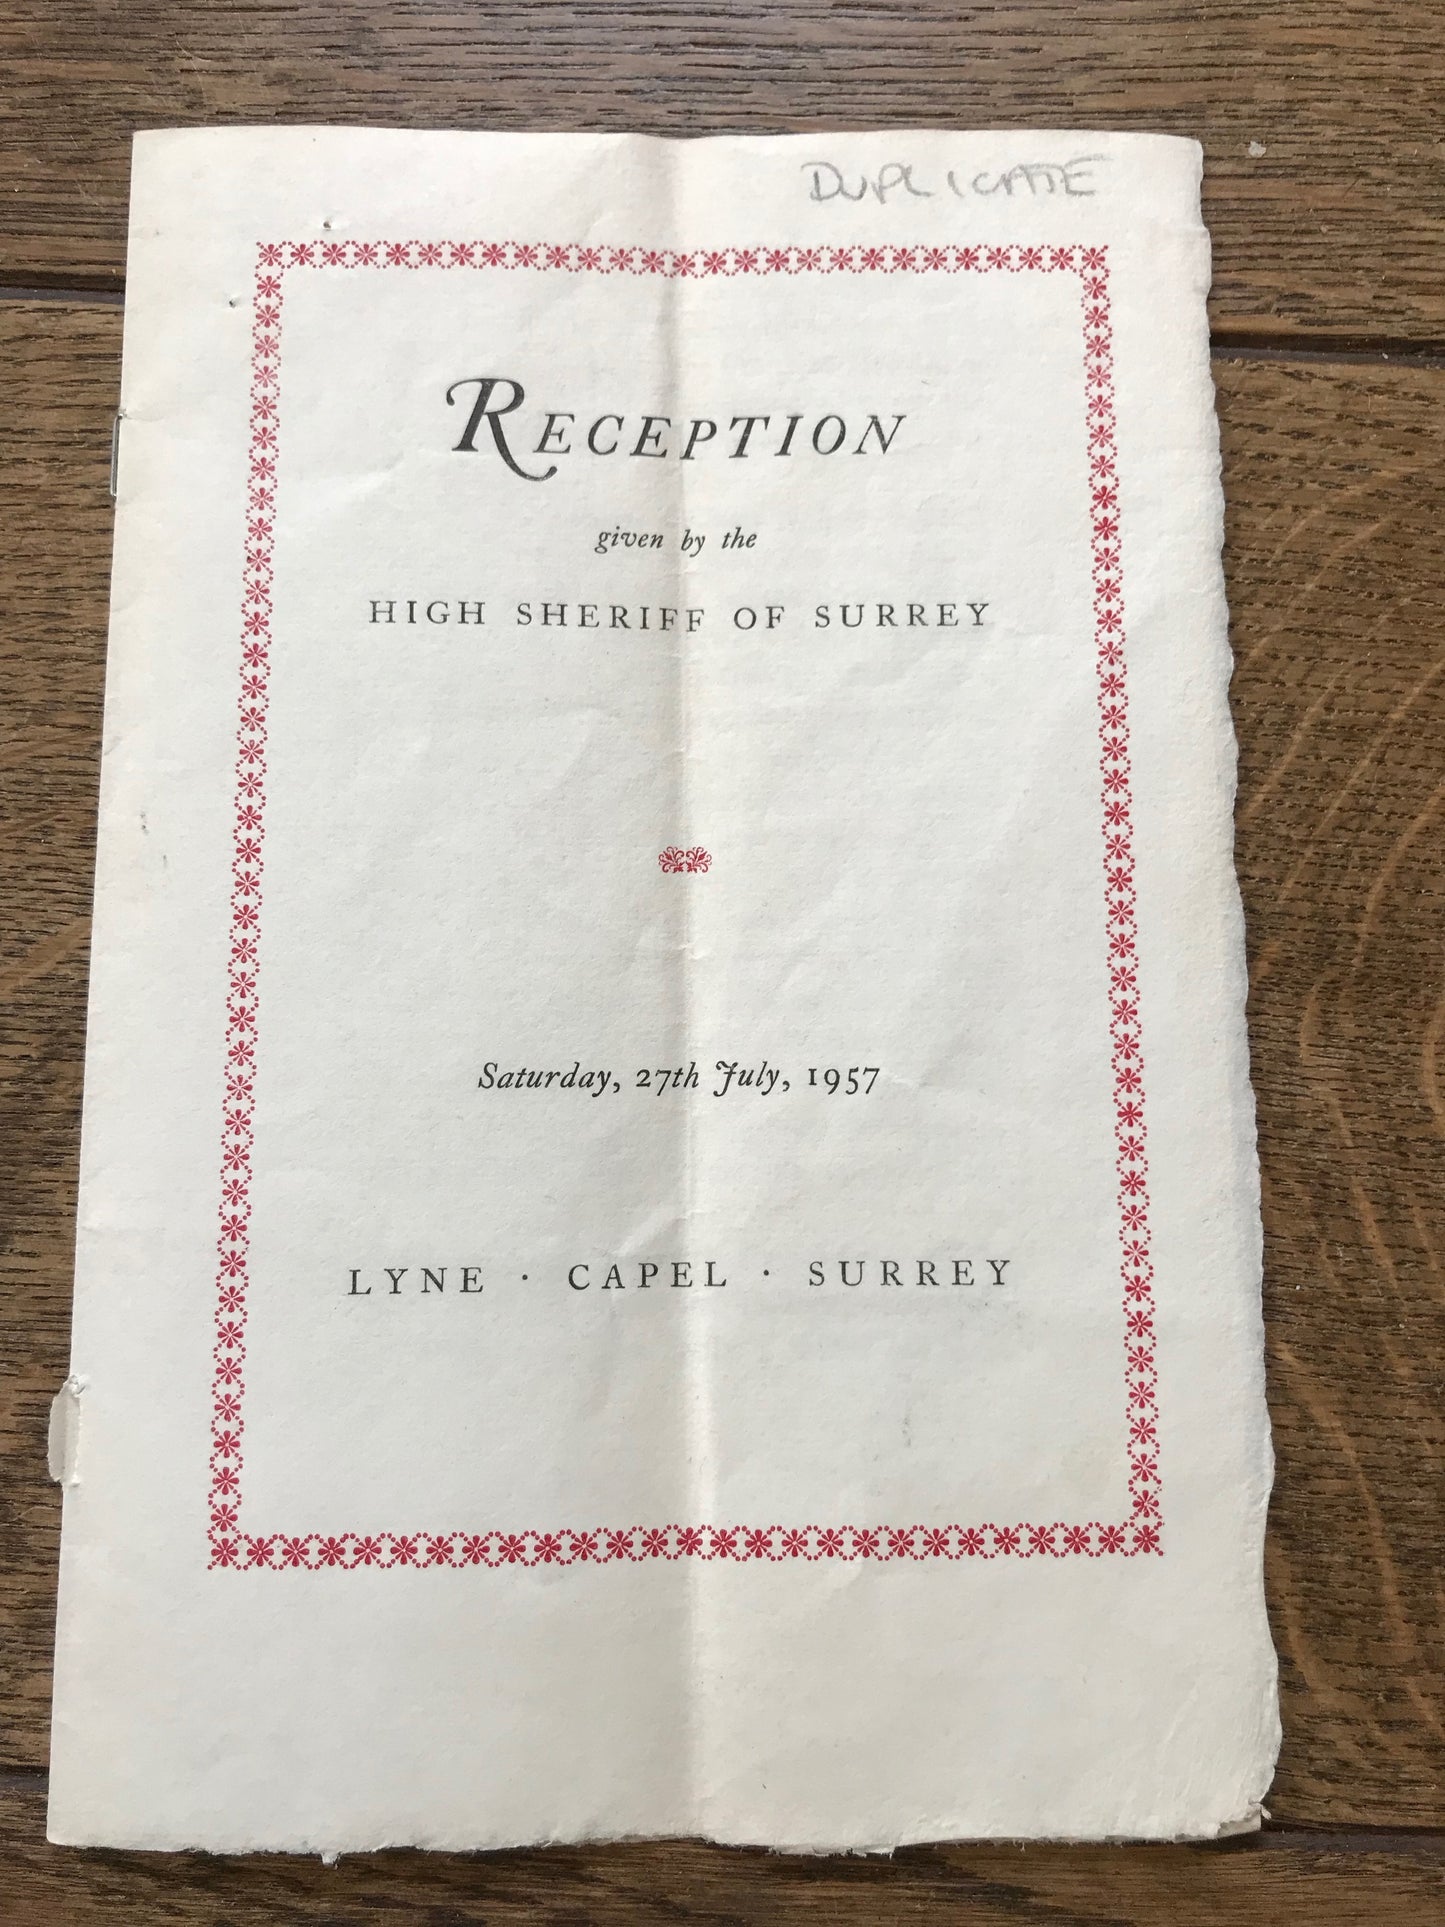 DUPLICATE
RECEPTION
given by the
HIGH SHERIFF OF SURREY
Saturday, 27th July, 1957
LYNE · CAPEL · SURREY